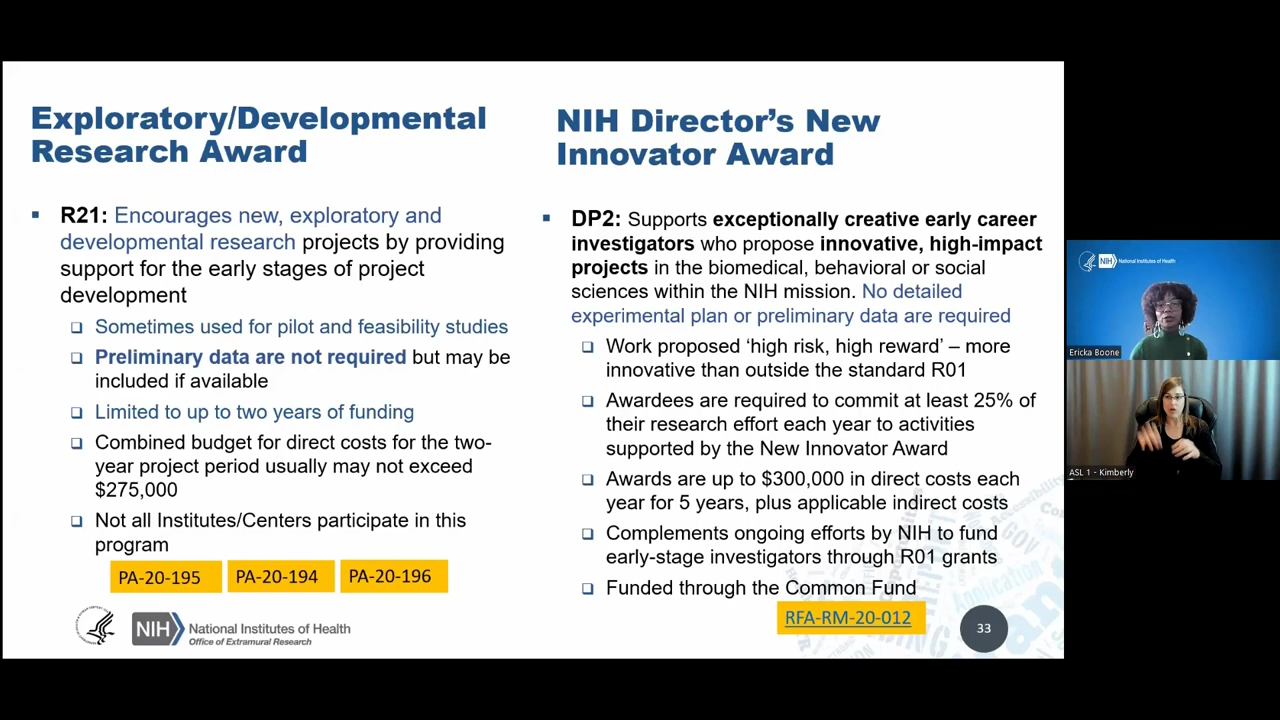 Exploratory/Developmental
Research Award
R21: Encourages new, exploratory and
developmental research projects by providing
support for the early stages of project
development
Sometimes used for pilot and feasibility studies
Preliminary data are not required but may be
included if available
Limited to up to two years of funding
Combined budget for direct costs for the two-
year project period usually may not exceed
$275,000
Not all Institutes/Centers participate in this
program
PA-20-195
PA-20-194
PA-20-196
NIH
National Institutes of Health
Office of Extramural Research
NIH Director's New
Innovator Award
DP2: Supports exceptionally creative early career
investigators who propose innovative, high-impact
projects in the biomedical, behavioral or social
sciences within the NIH mission. No detailed
experimental plan or preliminary data are required
Work proposed ‘high risk, high reward’ – more
innovative than outside the standard R01
Awardees are required to commit at least 25% of
their research effort each year to activities
supported by the New Innovator Award
Awards are up to $300,000 in direct costs each
year for 5 years, plus applicable indirect costs
Complements ongoing efforts by NIH to fund
early-stage investigators through R01 grants
Funded through the Common Fund
RFA-RM-20-012
33
NIH
National Institutes of Health
Ericka Boone
ASL 1 - Kimberly